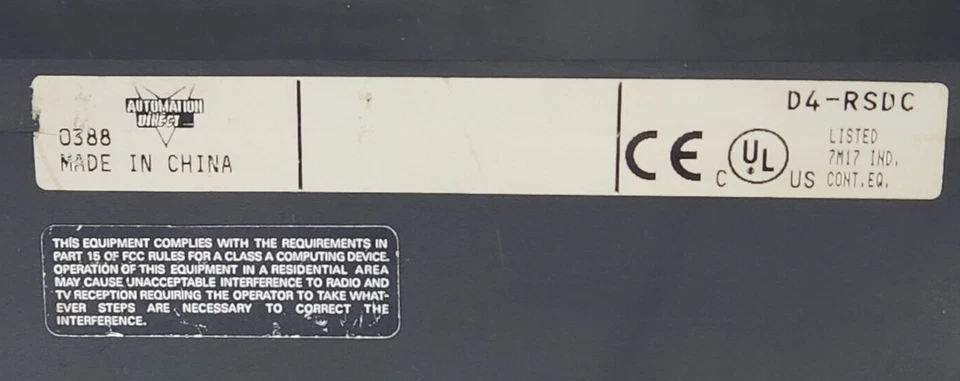 AUTOMATION
DIRECT
0388
MADE IN CHINA
D4-RSDC
CE
C UL US
LISTED
7M17 IND.
CONT.EQ.
THIS EQUIPMENT COMPLIES WITH THE REQUIREMENTS IN
PART 15 OF FCC RULES FOR A CLASS A COMPUTING DEVICE.
OPERATION OF THIS EQUIPMENT IN A RESIDENTIAL AREA
MAY CAUSE UNACCEPTABLE INTERFERENCE TO RADIO AND
TV RECEPTION REQUIRING THE OPERATOR TO TAKE WHAT-
EVER STEPS ARE NECESSARY TO CORRECT THE
INTERFERENCE.